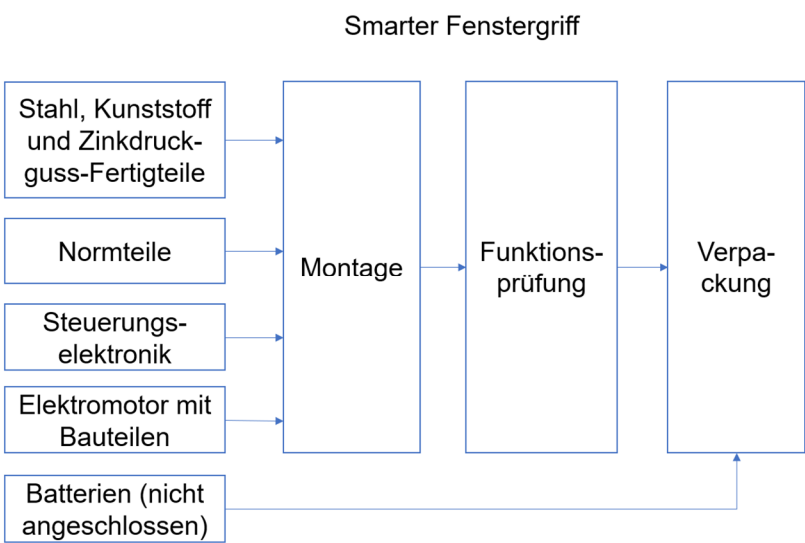 Smarter Fenstergriff
Stahl, Kunststoff
und Zinkdruck-
guss-Fertigteile
Normteile
Steuerungs-
elektronik
Elektromotor mit
Bauteilen
Batterien (nicht
angeschlossen)
Montage
Funktions-
prüfung
Verpa-
ckung